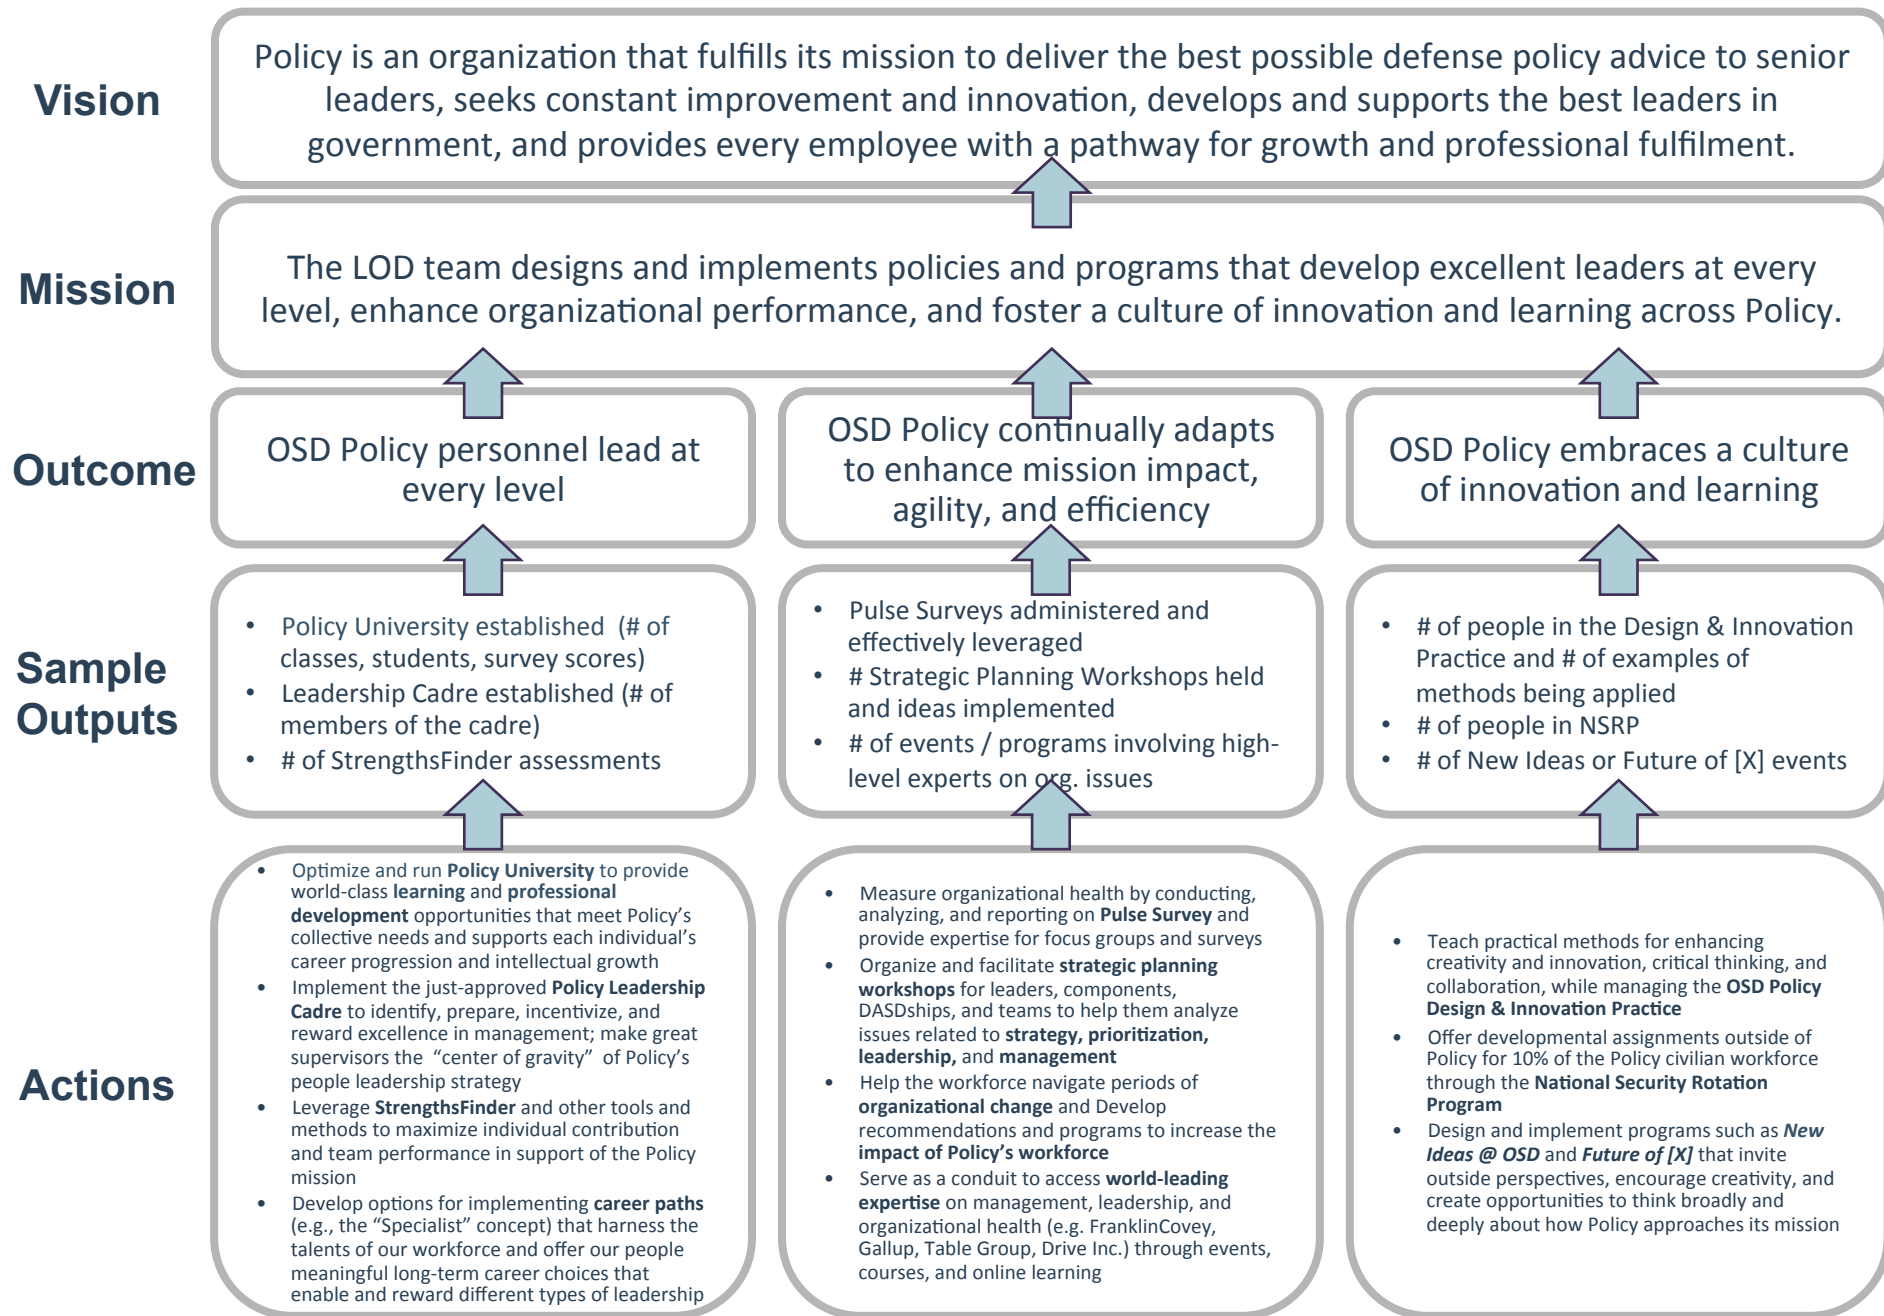 Vision
Policy is an organization that fulfills its mission to deliver the best possible defense policy advice to senior
leaders, seeks constant improvement and innovation, develops and supports the best leaders in
government, and provides every employee with a pathway for growth and professional fulfilment.
Mission
The LOD team designs and implements policies and programs that develop excellent leaders at every
level, enhance organizational performance, and foster a culture of innovation and learning across Policy.
Outcome
OSD Policy personnel lead at
every level
OSD Policy continually adapts
to enhance mission impact,
agility, and efficiency
OSD Policy embraces a culture
of innovation and learning
Sample
Outputs
• Policy University established (# of
classes, students, survey scores)
• Leadership Cadre established (# of
members of the cadre)
• # of StrengthsFinder assessments
• Pulse Surveys administered and
effectively leveraged
• # Strategic Planning Workshops held
and ideas implemented
• # of events / programs involving high-
level experts on org. issues
• # of people in the Design & Innovation
Practice and # of examples of
methods being applied
• # of people in NSRP
• # of New Ideas or Future of [X] events
Actions
• Optimize and run Policy University to provide
world-class learning and professional
development opportunities that meet Policy's
collective needs and supports each individual's
career progression and intellectual growth
• Implement the just-approved Policy Leadership
Cadre to identify, prepare, incentivize, and
reward excellence in management; make great
supervisors the “center of gravity” of Policy's
people leadership strategy
• Leverage StrengthsFinder and other tools and
methods to maximize individual contribution
and team performance in support of the Policy
mission
• Develop options for implementing career paths
(e.g., the “Specialist” concept) that harness the
talents of our workforce and offer our people
meaningful long-term career choices that
enable and reward different types of leadership
• Measure organizational health by conducting,
analyzing, and reporting on Pulse Survey and
provide expertise for focus groups and surveys
• Organize and facilitate strategic planning
workshops for leaders, components,
DASDships, and teams to help them analyze
issues related to strategy, prioritization,
leadership, and management
• Help the workforce navigate periods of
organizational change and Develop
recommendations and programs to increase the
impact of Policy's workforce
• Serve as a conduit to access world-leading
expertise on management, leadership, and
organizational health (e.g. FranklinCovey,
Gallup, Table Group, Drive Inc.) through events,
courses, and online learning
• Teach practical methods for enhancing
creativity and innovation, critical thinking, and
collaboration, while managing the OSD Policy
Design & Innovation Practice
• Offer developmental assignments outside of
Policy for 10% of the Policy civilian workforce
through the National Security Rotation
Program
• Design and implement programs such as New
Ideas @ OSD and Future of [X] that invite
outside perspectives, encourage creativity, and
create opportunities to think broadly and
deeply about how Policy approaches its mission